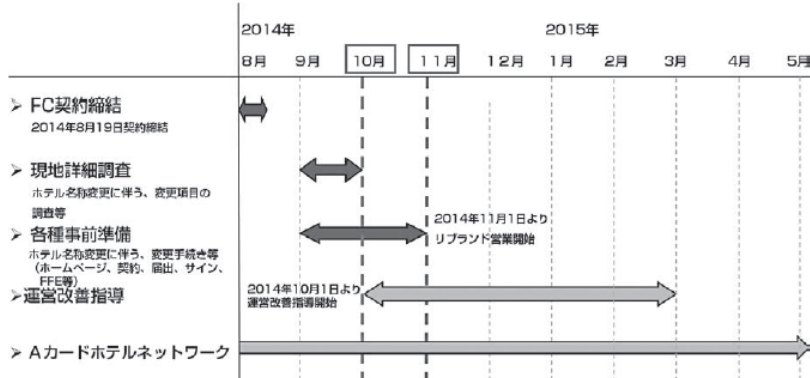 2014年 2015年
8月 9月 10月 11月 12月 1月 2月 3月 4月 5月
➢ FC契約締結
2014年8月19日契約締結
➢ 現地詳細調査
ホテル名称変更に伴う、変更項目の
調査等
➢ 各種事前準備
ホテル名称変更に伴う、変更手続き等
（ホームページ、契約、届出、サイン、
FFE等）
2014年11月1日より
リブランド営業開始
➢ 運営改善指導
2014年10月1日より
運営改善指導開始
➢ Aカードホテルネットワーク